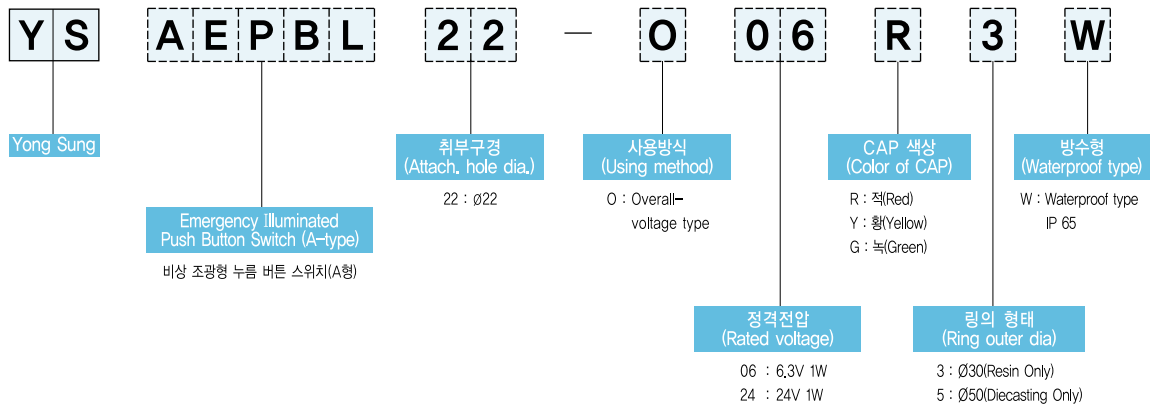 YS AEPBL 22 — O 06 R 3 W
Yong Sung
Emergency Illuminated
Push Button Switch (A-type)
비상 조광형 누름 버튼 스위치(A형)
취부구경
(Attach. hole dia.)
22 : Ø22
사용방식
(Using method)
O : Overall-
voltage type
정격전압
(Rated voltage)
06 : 6.3V 1W
24 : 24V 1W
CAP 색상
(Color of CAP)
R : 적(Red)
Y : 황(Yellow)
G : 녹(Green)
링의 형태
(Ring outer dia)
3 : Ø30(Resin Only)
5 : Ø50(Diecasting Only)
방수형
(Waterproof type)
W : Waterproof type
IP 65